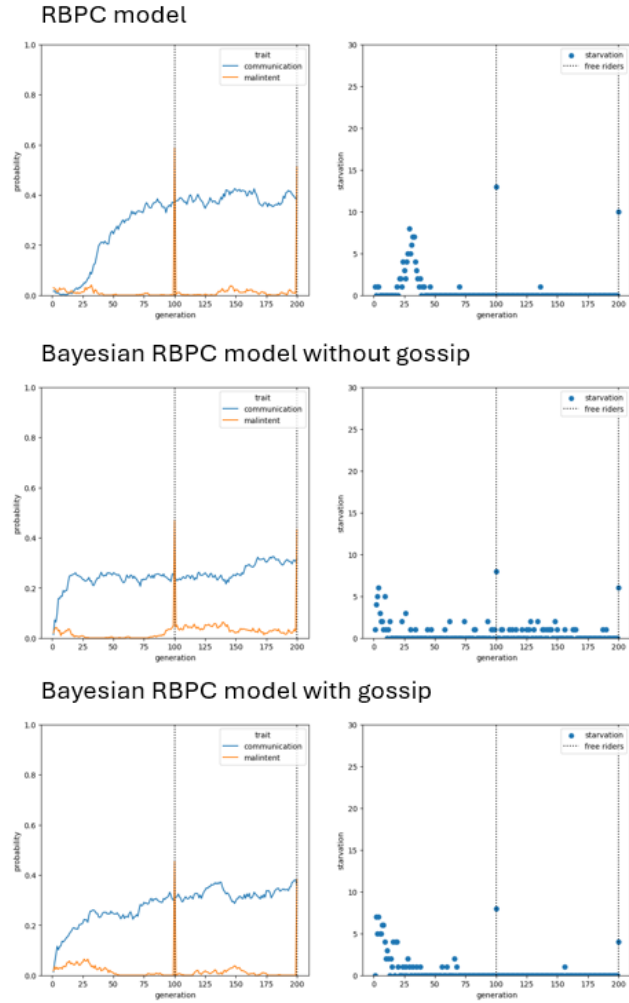 RBPC model
1.0
0.8
0.6
0.4
0.2
0.0
probability
trait
communication
malintent
0 25 50 75 100 125 150 175 200
generation
30
25
20
15
10
5
0
starvation
starvation
free riders
0 25 50 75 100 125 150 175 200
generation
Bayesian RBPC model without gossip
1.0
0.8
0.6
0.4
0.2
0.0
probability
trait
communication
malintent
0 25 50 75 100 125 150 175 200
generation
30
25
20
15
10
5
0
starvation
starvation
free riders
0 25 50 75 100 125 150 175 200
generation
Bayesian RBPC model with gossip
1.0
0.8
0.6
0.4
0.2
0.0
probability
trait
communication
malintent
0 25 50 75 100 125 150 175 200
generation
30
25
20
15
10
5
0
starvation
starvation
free riders
0 25 50 75 100 125 150 175 200
generation